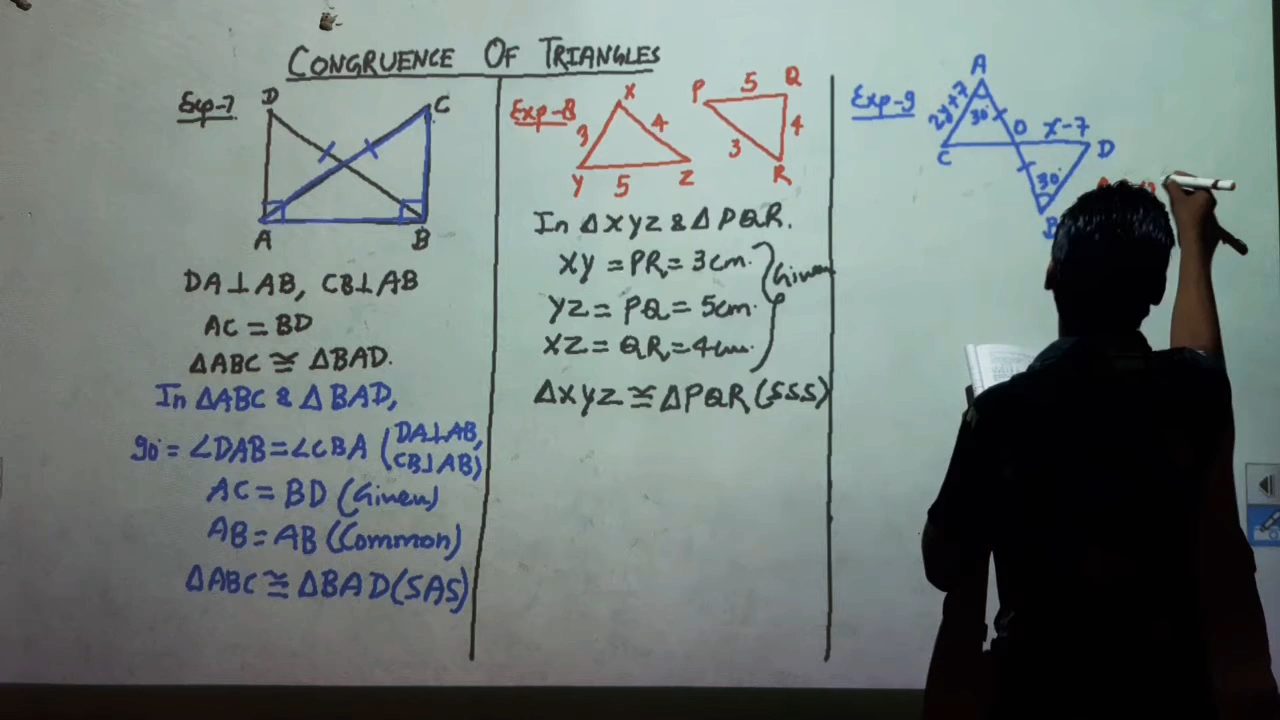 CONGRUENCE OF TRIANGLES
Exp-7
D
C
A
B
DA⊥AB, CB⊥AB
AC = BD
ΔABC ≅ ΔBAD.
In ΔABC & ΔBAD,
90° = ∠DAB = ∠CBA (DA⊥AB,
CB⊥AB)
AC = BD (Given)
AB = AB (Common)
ΔABC ≅ ΔBAD (SAS)
Exp-8
X
3
4
Y
5
Z
P
5
Q
4
3
R
In ΔXYZ & ΔPQR.
XY = PR = 3cm.
Given
YZ = PQ = 5cm.
XZ = QR = 4cm.
ΔXYZ ≅ ΔPQR (SSS)
Exp-9
A
2y+7
30°
O
x-7
C
D
30°
B